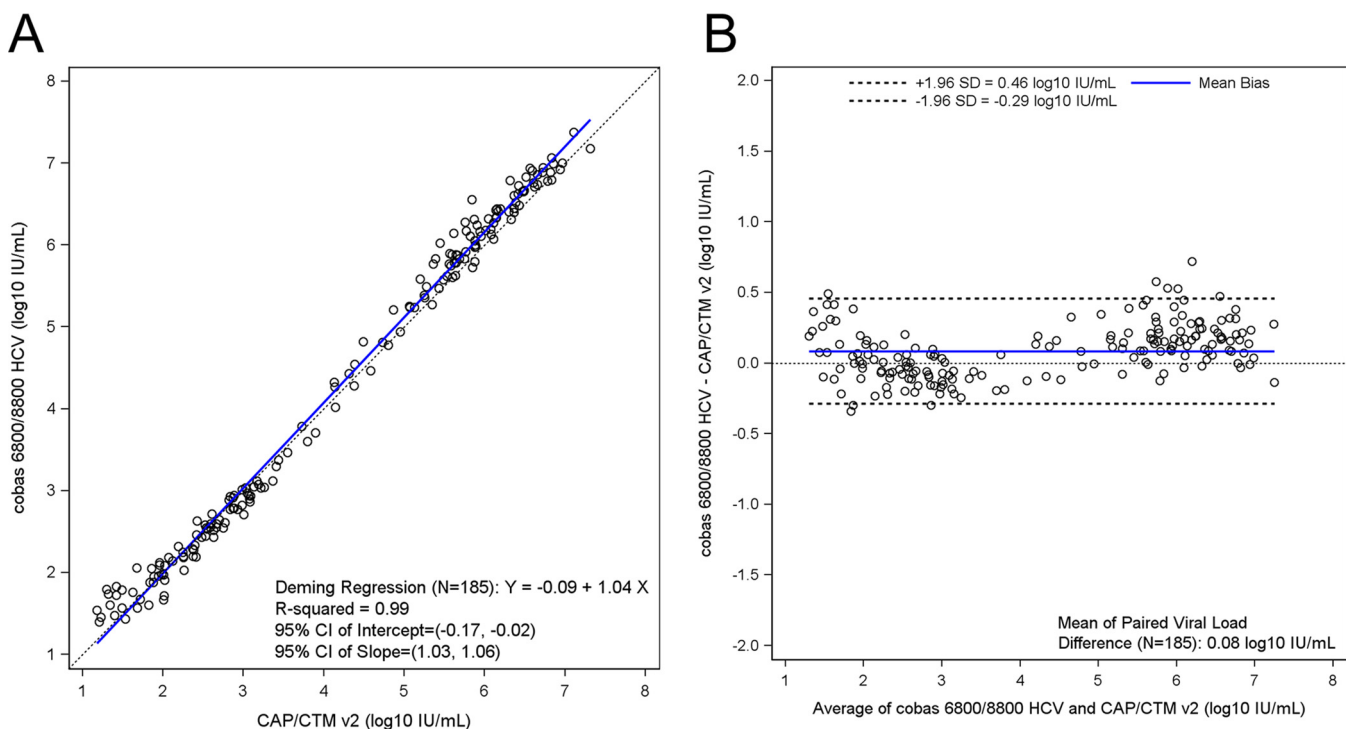 A
8
7
6
5
4
3
2
1
cobas 6800/8800 HCV (log10 IU/mL)
Deming Regression (N=185): Y = -0.09 + 1.04 X
R-squared = 0.99
95% CI of Intercept=(-0.17, -0.02)
95% CI of Slope=(1.03, 1.06)
1 2 3 4 5 6 7 8
CAP/CTM v2 (log10 IU/mL)
B
+1.96 SD = 0.46 log10 IU/mL Mean Bias
-1.96 SD = -0.29 log10 IU/mL
2.0
1.5
1.0
0.5
0.0
-0.5
-1.0
-1.5
-2.0
cobas 6800/8800 HCV - CAP/CTM v2 (log10 IU/mL)
Mean of Paired Viral Load
Difference (N=185): 0.08 log10 IU/mL
1 2 3 4 5 6 7 8
Average of cobas 6800/8800 HCV and CAP/CTM v2 (log10 IU/mL)